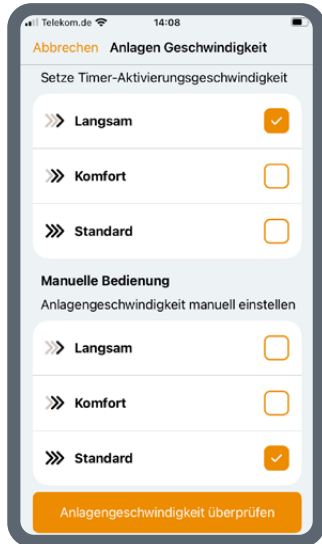 Telekom.de 14:08
Abbrechen Anlagen Geschwindigkeit
Setze Timer-Aktivierungsgeschwindigkeit
Langsam
Komfort
Standard
Manuelle Bedienung
Anlagengeschwindigkeit manuell einstellen
Langsam
Komfort
Standard
Anlagengeschwindigkeit überprüfen